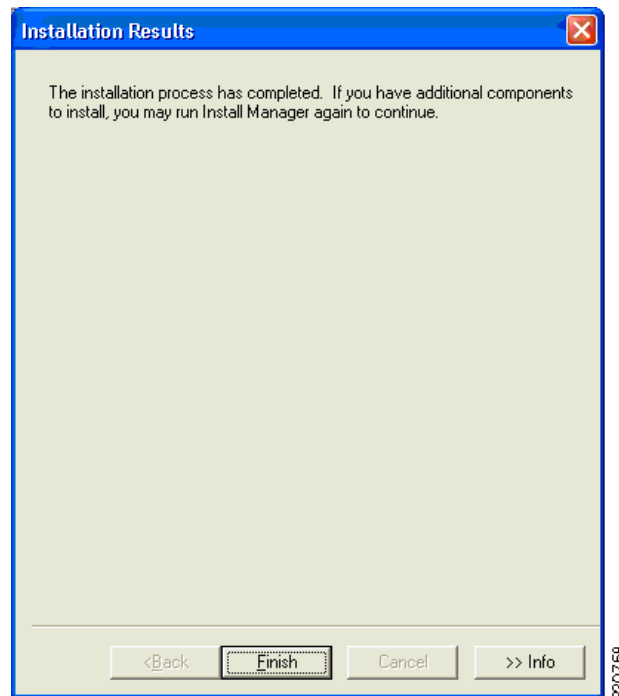 Installation Results
The installation process has completed. If you have additional components
to install, you may run Install Manager again to continue.
<Back
Finish
Cancel
>> Info